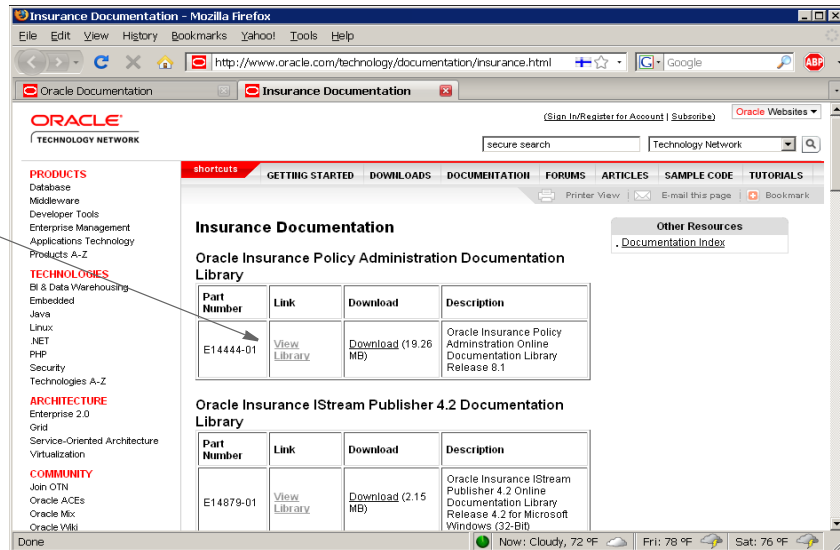 Insurance Documentation - Mozilla Firefox
File Edit View History Bookmarks Yahoo! Tools Help
http://www.oracle.com/technology/documentation/insurance.html
G Google
ABP
Oracle Documentation
Insurance Documentation
ORACLE
TECHNOLOGY NETWORK
(Sign In/Register for Account | Subscribe)
Oracle Websites
secure search
Technology Network
shortcuts
GETTING STARTED DOWNLOADS DOCUMENTATION FORUMS ARTICLES SAMPLE CODE TUTORIALS
Printer View | E-mail this page | Bookmark
PRODUCTS
Database
Middleware
Developer Tools
Enterprise Management
Applications Technology
Products A-Z
TECHNOLOGIES
BI & Data Warehousing
Embedded
Java
Linux
.NET
PHP
Security
Technologies A-Z
ARCHITECTURE
Enterprise 2.0
Grid
Service-Oriented Architecture
Virtualization
COMMUNITY
Join OTN
Oracle ACEs
Oracle Mix
Oracle Wiki
Insurance Documentation
Oracle Insurance Policy Administration Documentation
Library
Part
Number
Link
Download
Description
E14444-01
View
Library
Download (19.26
MB)
Oracle Insurance Policy
Adminstration Online
Documentation Library
Release 8.1
Oracle Insurance IStream Publisher 4.2 Documentation
Library
Part
Number
Link
Download
Description
E14879-01
View
Library
Download (2.15
MB)
Oracle Insurance IStream
Publisher 4.2 Online
Documentation Library
Release 4.2 for Microsoft
Windows (32-Bit)
Other Resources
. Documentation Index
Done
Now: Cloudy, 72 °F
Fri: 78 °F
Sat: 76 °F